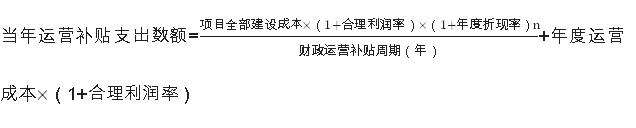 当年运营补贴支出数额=项目全部建设成本×(1+合理利润率)×(1+年度折现率)n
财政运营补贴周期(年)
+年度运营
成本×(1+合理利润率)